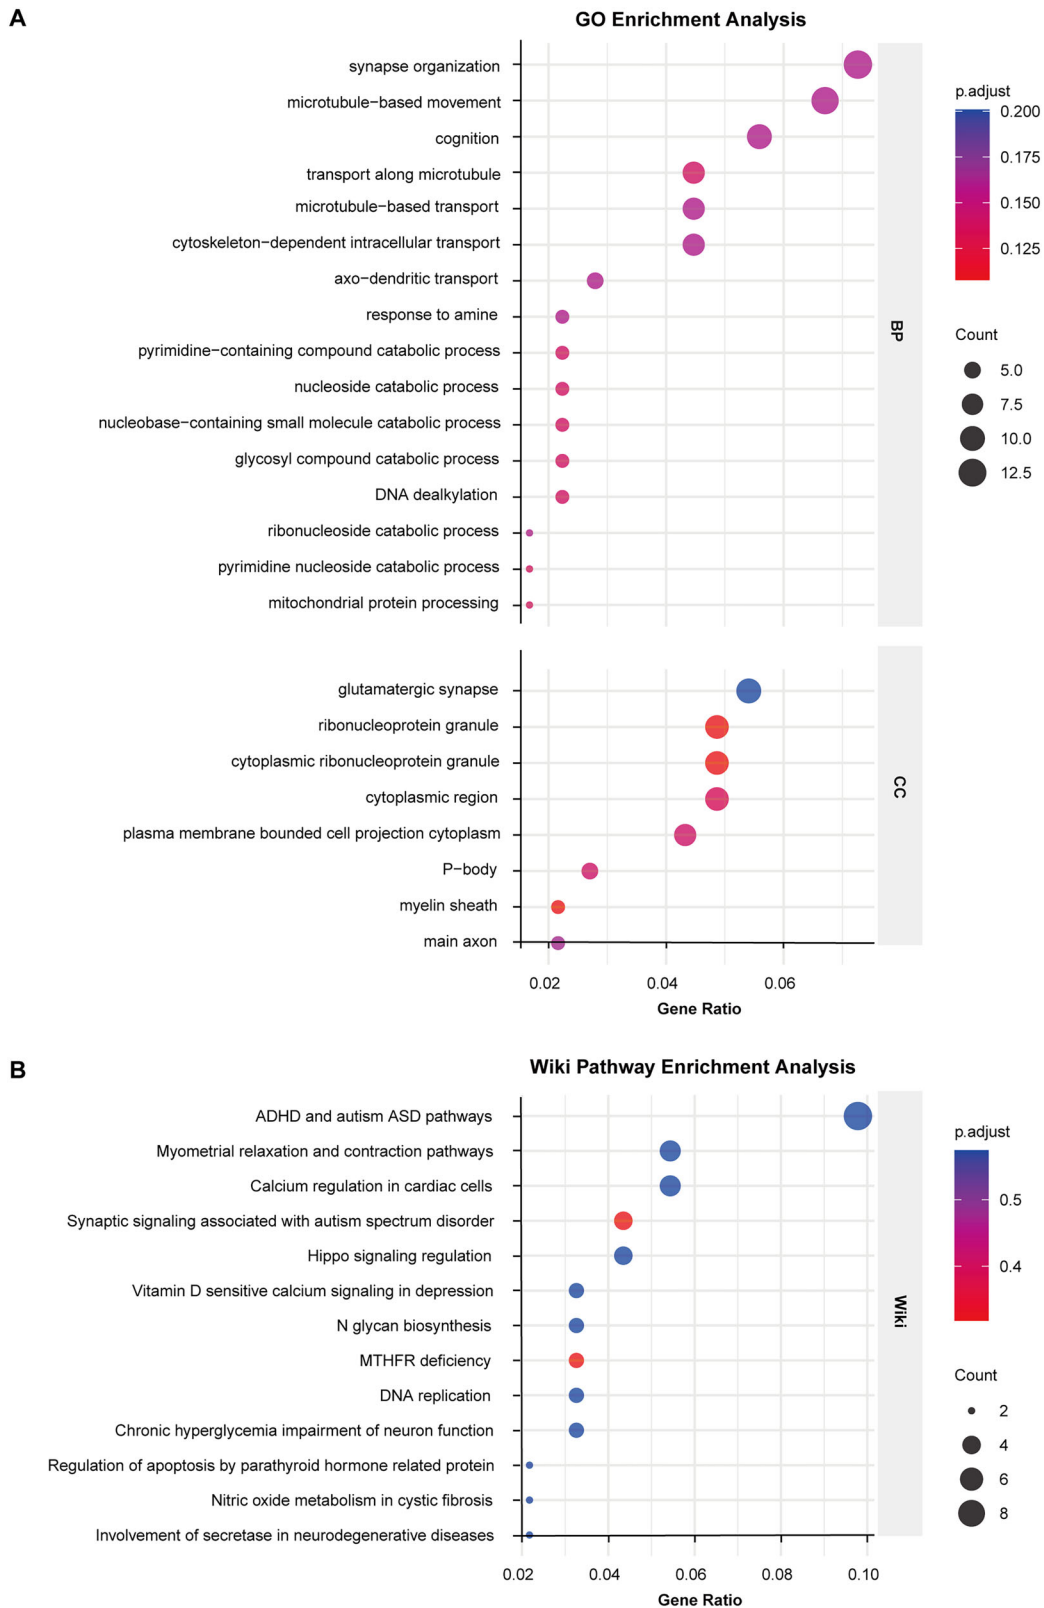 A
GO Enrichment Analysis
synapse organization
microtubule−based movement
cognition
transport along microtubule
microtubule−based transport
cytoskeleton−dependent intracellular transport
axo−dendritic transport
response to amine
pyrimidine−containing compound catabolic process
nucleoside catabolic process
nucleobase−containing small molecule catabolic process
glycosyl compound catabolic process
DNA dealkylation
ribonucleoside catabolic process
pyrimidine nucleoside catabolic process
mitochondrial protein processing
BP
p.adjust
0.200
0.175
0.150
0.125
Count
5.0
7.5
10.0
12.5
glutamatergic synapse
ribonucleoprotein granule
cytoplasmic ribonucleoprotein granule
cytoplasmic region
plasma membrane bounded cell projection cytoplasm
P−body
myelin sheath
main axon
CC
0.02 0.04 0.06
Gene Ratio
B
Wiki Pathway Enrichment Analysis
ADHD and autism ASD pathways
Myometrial relaxation and contraction pathways
Calcium regulation in cardiac cells
Synaptic signaling associated with autism spectrum disorder
Hippo signaling regulation
Vitamin D sensitive calcium signaling in depression
N glycan biosynthesis
MTHFR deficiency
DNA replication
Chronic hyperglycemia impairment of neuron function
Regulation of apoptosis by parathyroid hormone related protein
Nitric oxide metabolism in cystic fibrosis
Involvement of secretase in neurodegenerative diseases
Wiki
p.adjust
0.5
0.4
Count
2
4
6
8
0.02 0.04 0.06 0.08 0.10
Gene Ratio